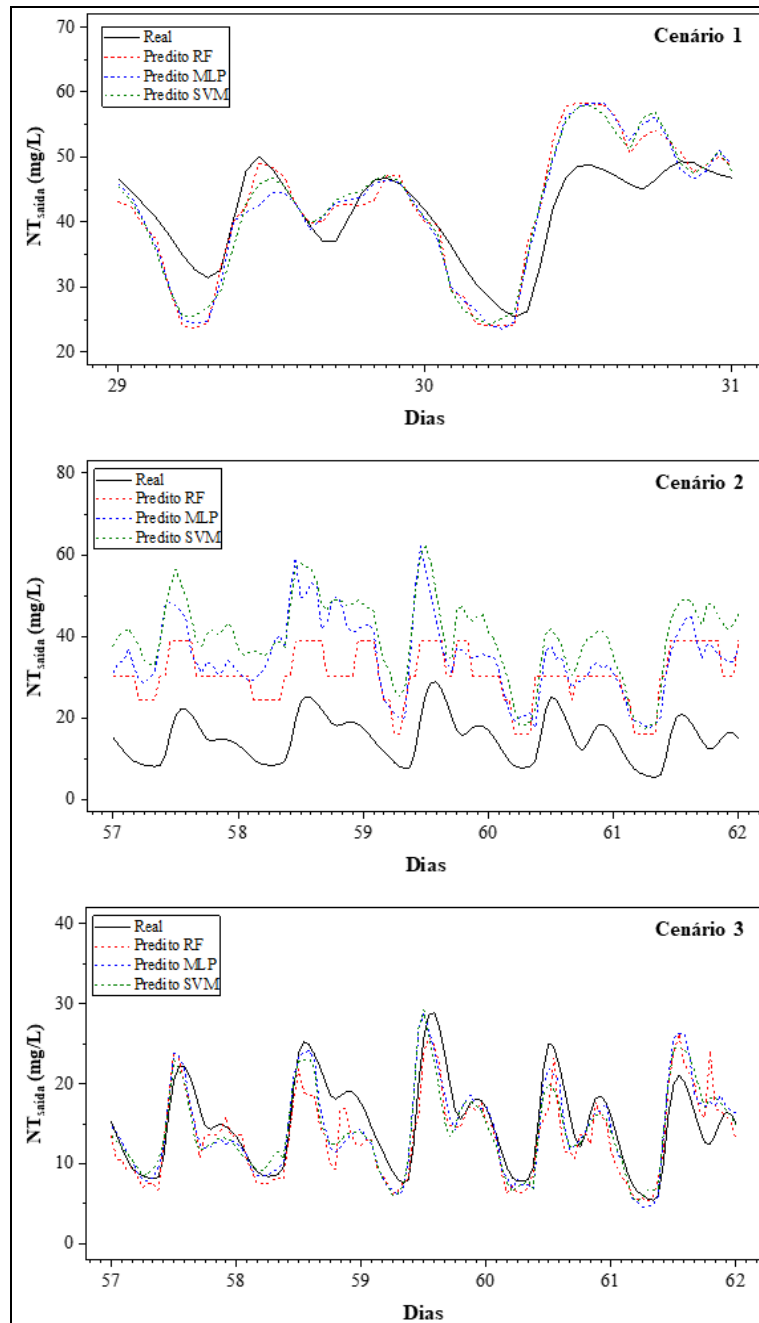 Cenário 1
Real
Predito RF
Predito MLP
Predito SVM
NTsaída (mg/L)
70
60
50
40
30
20
29
30
31
Dias
Cenário 2
Real
Predito RF
Predito MLP
Predito SVM
NTsaída (mg/L)
80
60
40
20
0
57
58
59
60
61
62
Dias
Cenário 3
Real
Predito RF
Predito MLP
Predito SVM
NTsaída (mg/L)
40
30
20
10
0
57
58
59
60
61
62
Dias